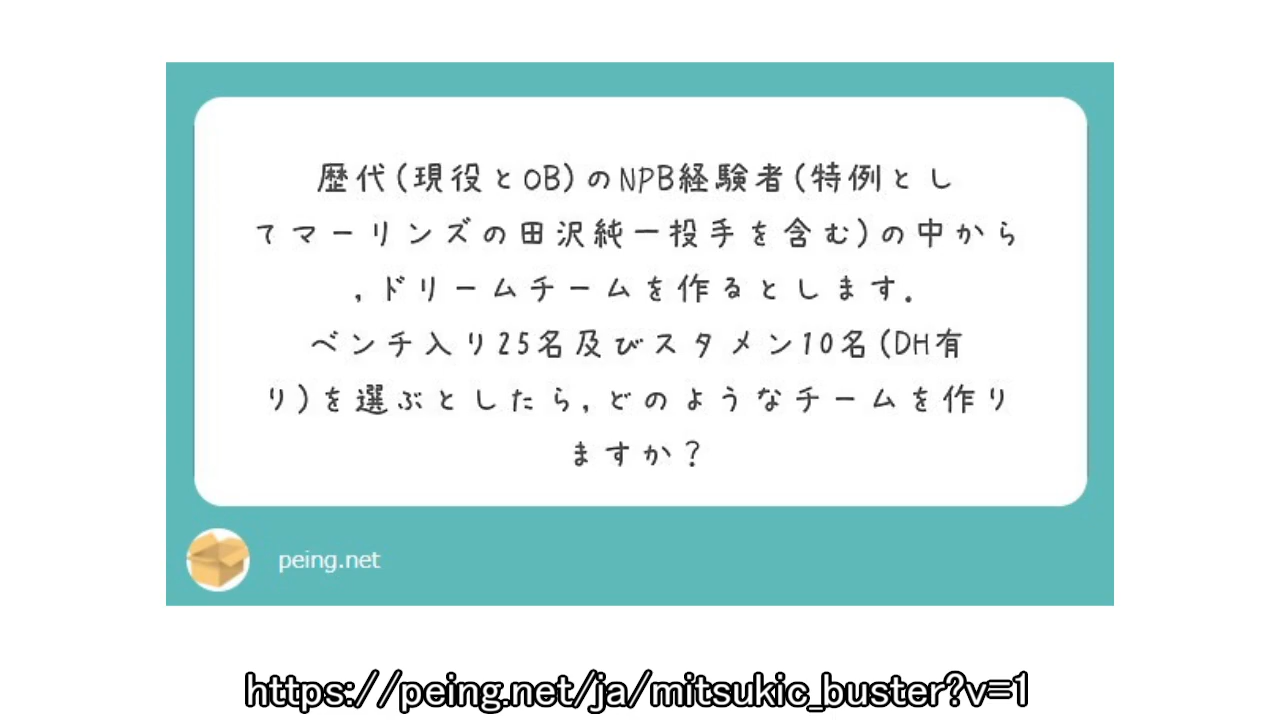 歴代(現役とOB)のNPB経験者(特例とし
てマーリンズの田沢純一投手を含む)の中から
,ドリームチームを作るとします.
ベンチ入り25名及びスタメン10名(DH有
り)を選ぶとしたら,どのようなチームを作り
ますか?
peing.net
https://peing.net/ja/mitsukic_buster?v=1